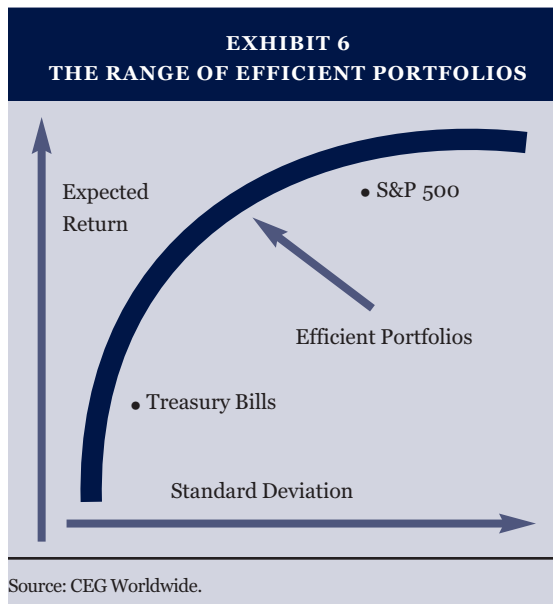 EXHIBIT 6
THE RANGE OF EFFICIENT PORTFOLIOS
Expected
Return
S&P 500
Efficient Portfolios
Treasury Bills
Standard Deviation
Source: CEG Worldwide.